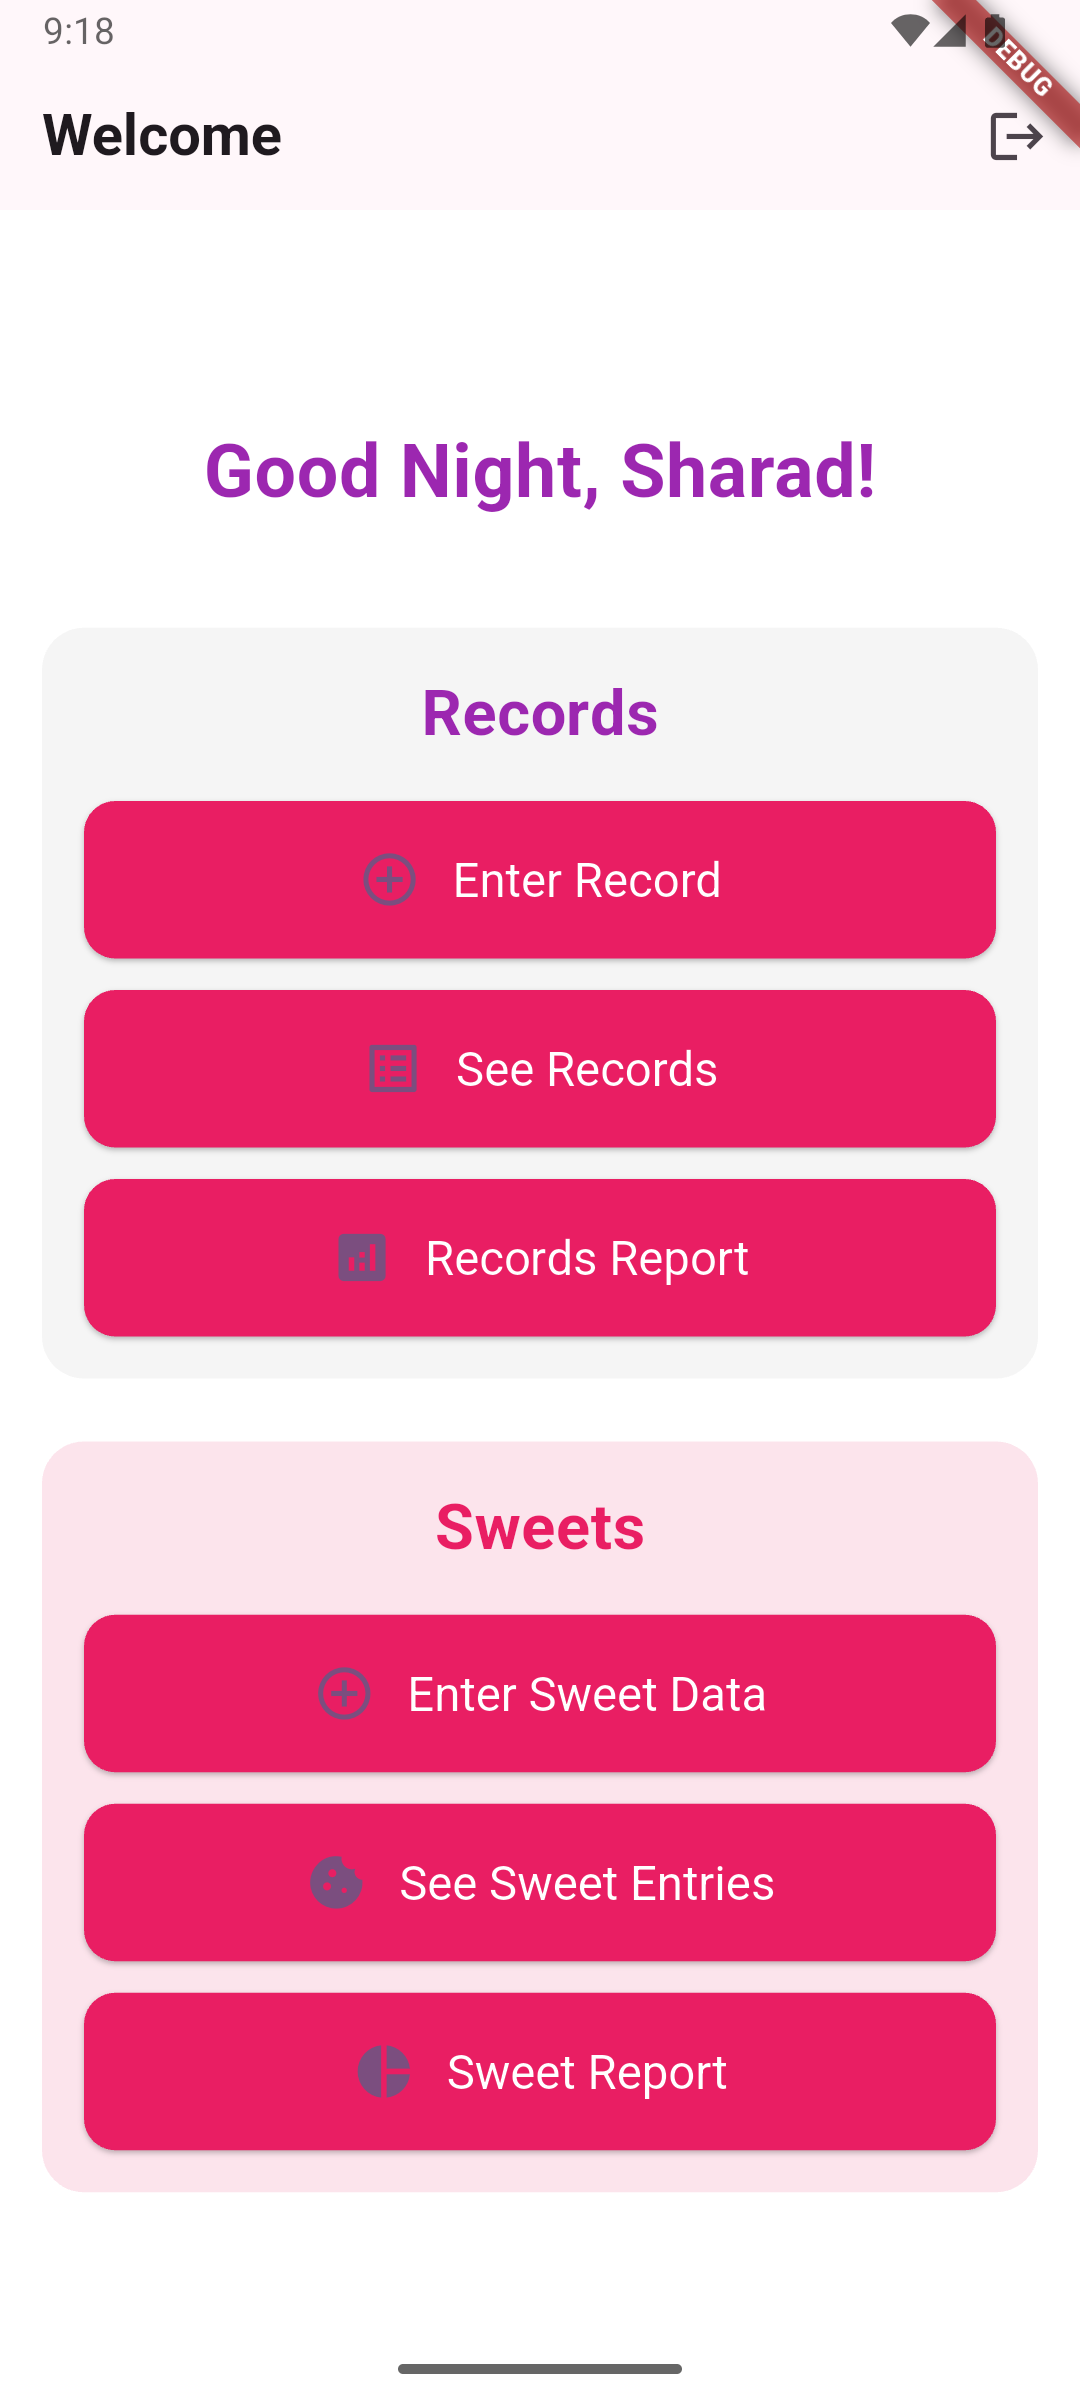 9:18
DEBUG
Welcome
Good Night, Sharad!
Records
Enter Record
See Records
Records Report
Sweets
Enter Sweet Data
See Sweet Entries
Sweet Report